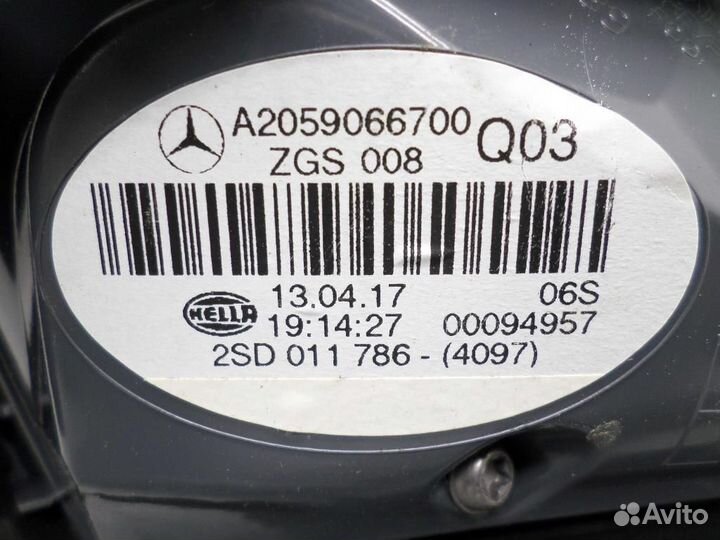 A2059066700 Q03
ZGS 008
HELLA 13.04.17 06S
19:14:27 00094957
2SD 011 786 - (4097)
Avito